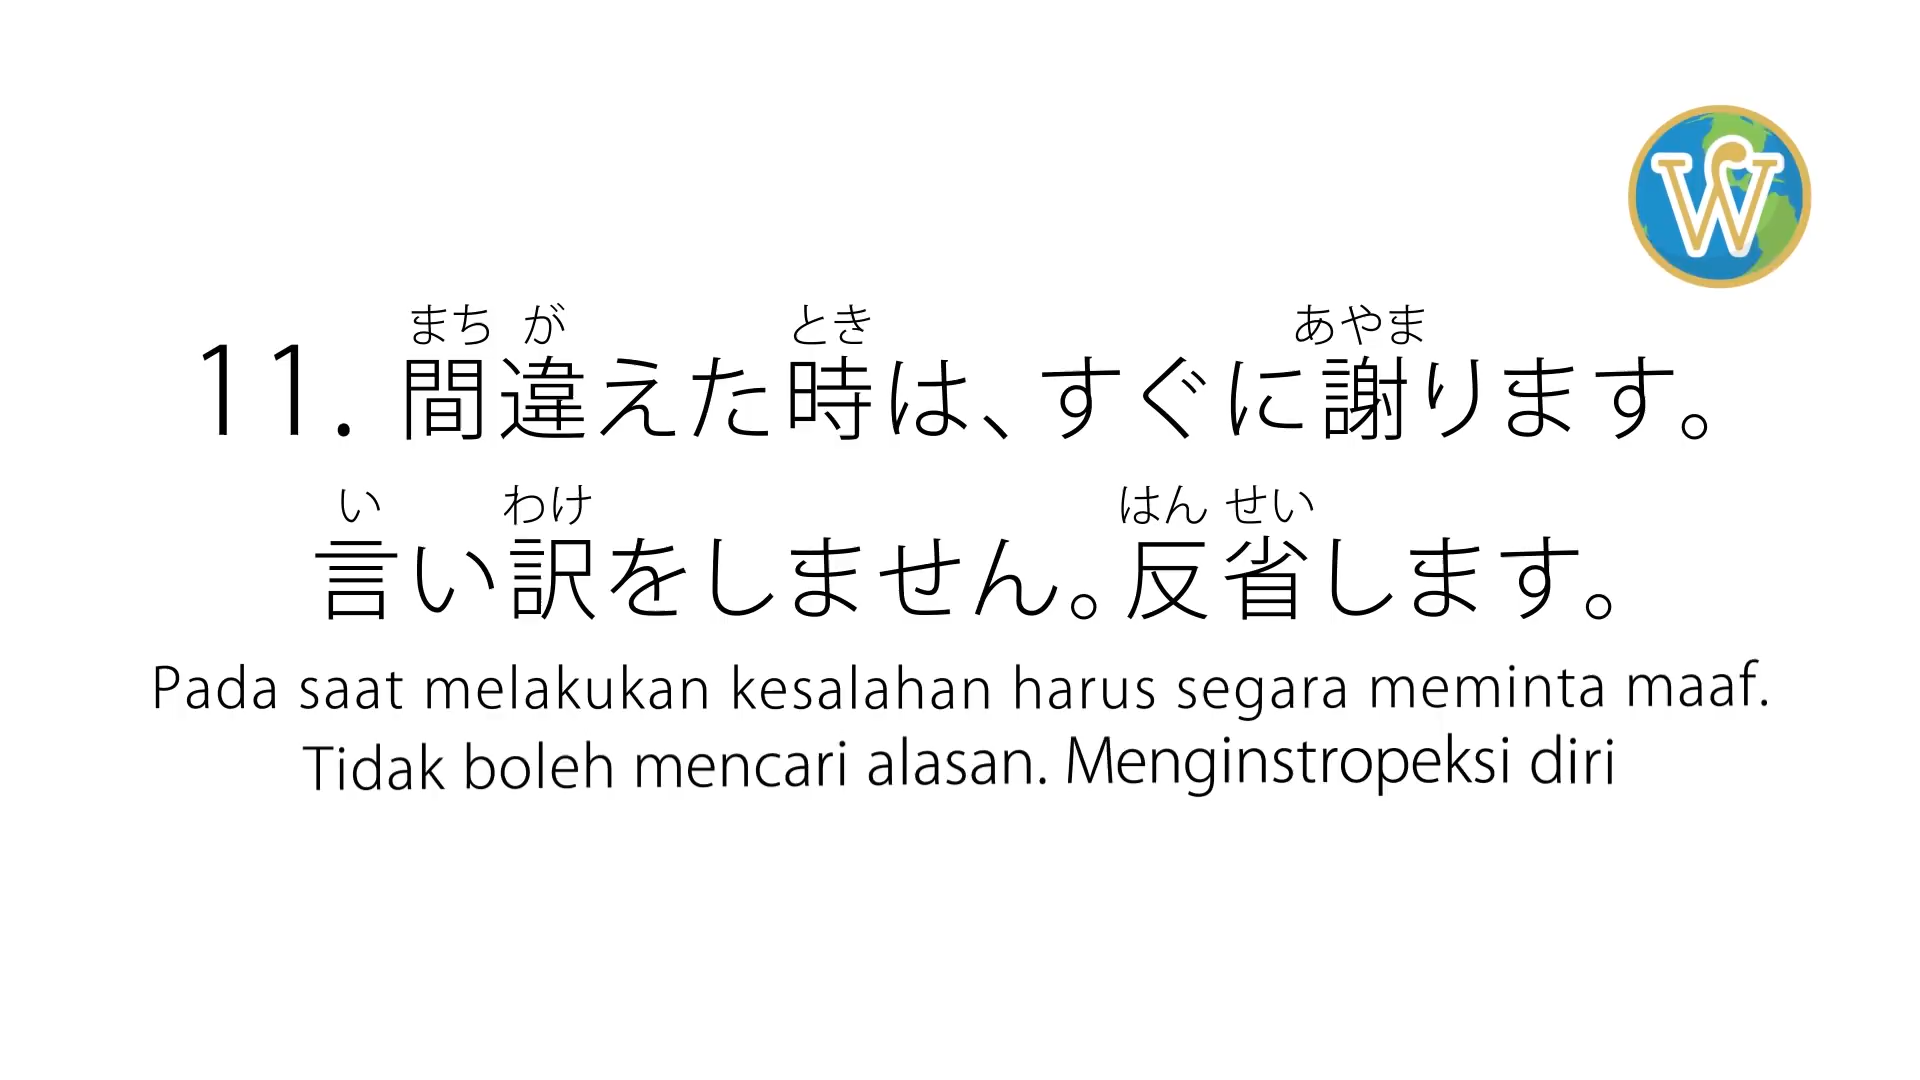 まち が とき あやま
11. 間違えた時は、すぐに謝ります。
い わけ はん せい
言い訳をしません。反省します。
Pada saat melakukan kesalahan harus segara meminta maaf.
Tidak boleh mencari alasan. Menginstropeksi diri
W